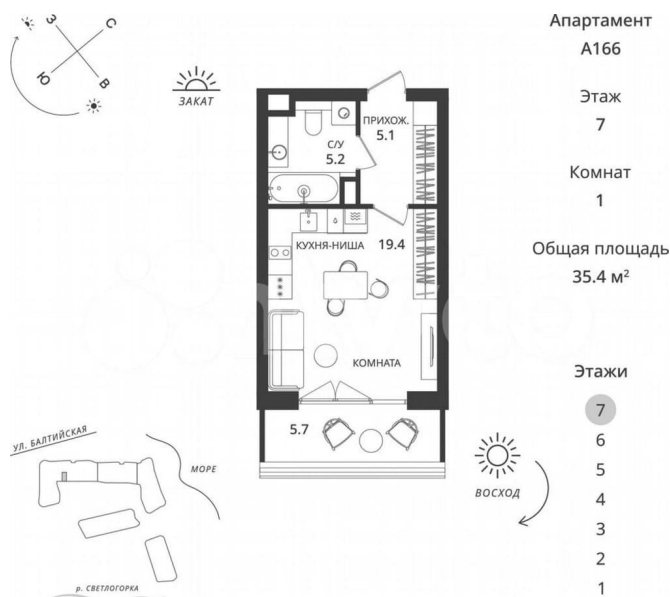 З
С
Ю
В
ЗАКАТ
ПРИХОЖ.
5.1
С/У
5.2
КУХНЯ-НИША
19.4
КОМНАТА
5.7
ВОСХОД
УЛ. БАЛТИЙСКАЯ
МОРЕ
р. СВЕТЛОГОРКА
Апартамент
А166
Этаж
7
Комнат
1
Общая площадь
35.4 м²
Этажи
7
6
5
4
3
2
1